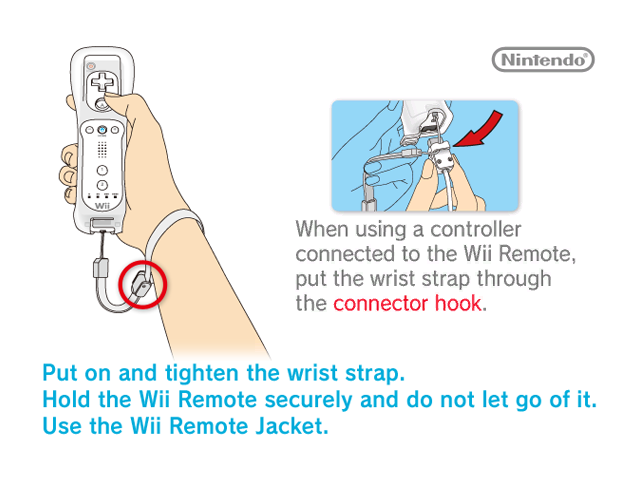 Nintendo®
Wii
When using a controller
connected to the Wii Remote,
put the wrist strap through
the connector hook.
Put on and tighten the wrist strap.
Hold the Wii Remote securely and do not let go of it.
Use the Wii Remote Jacket.